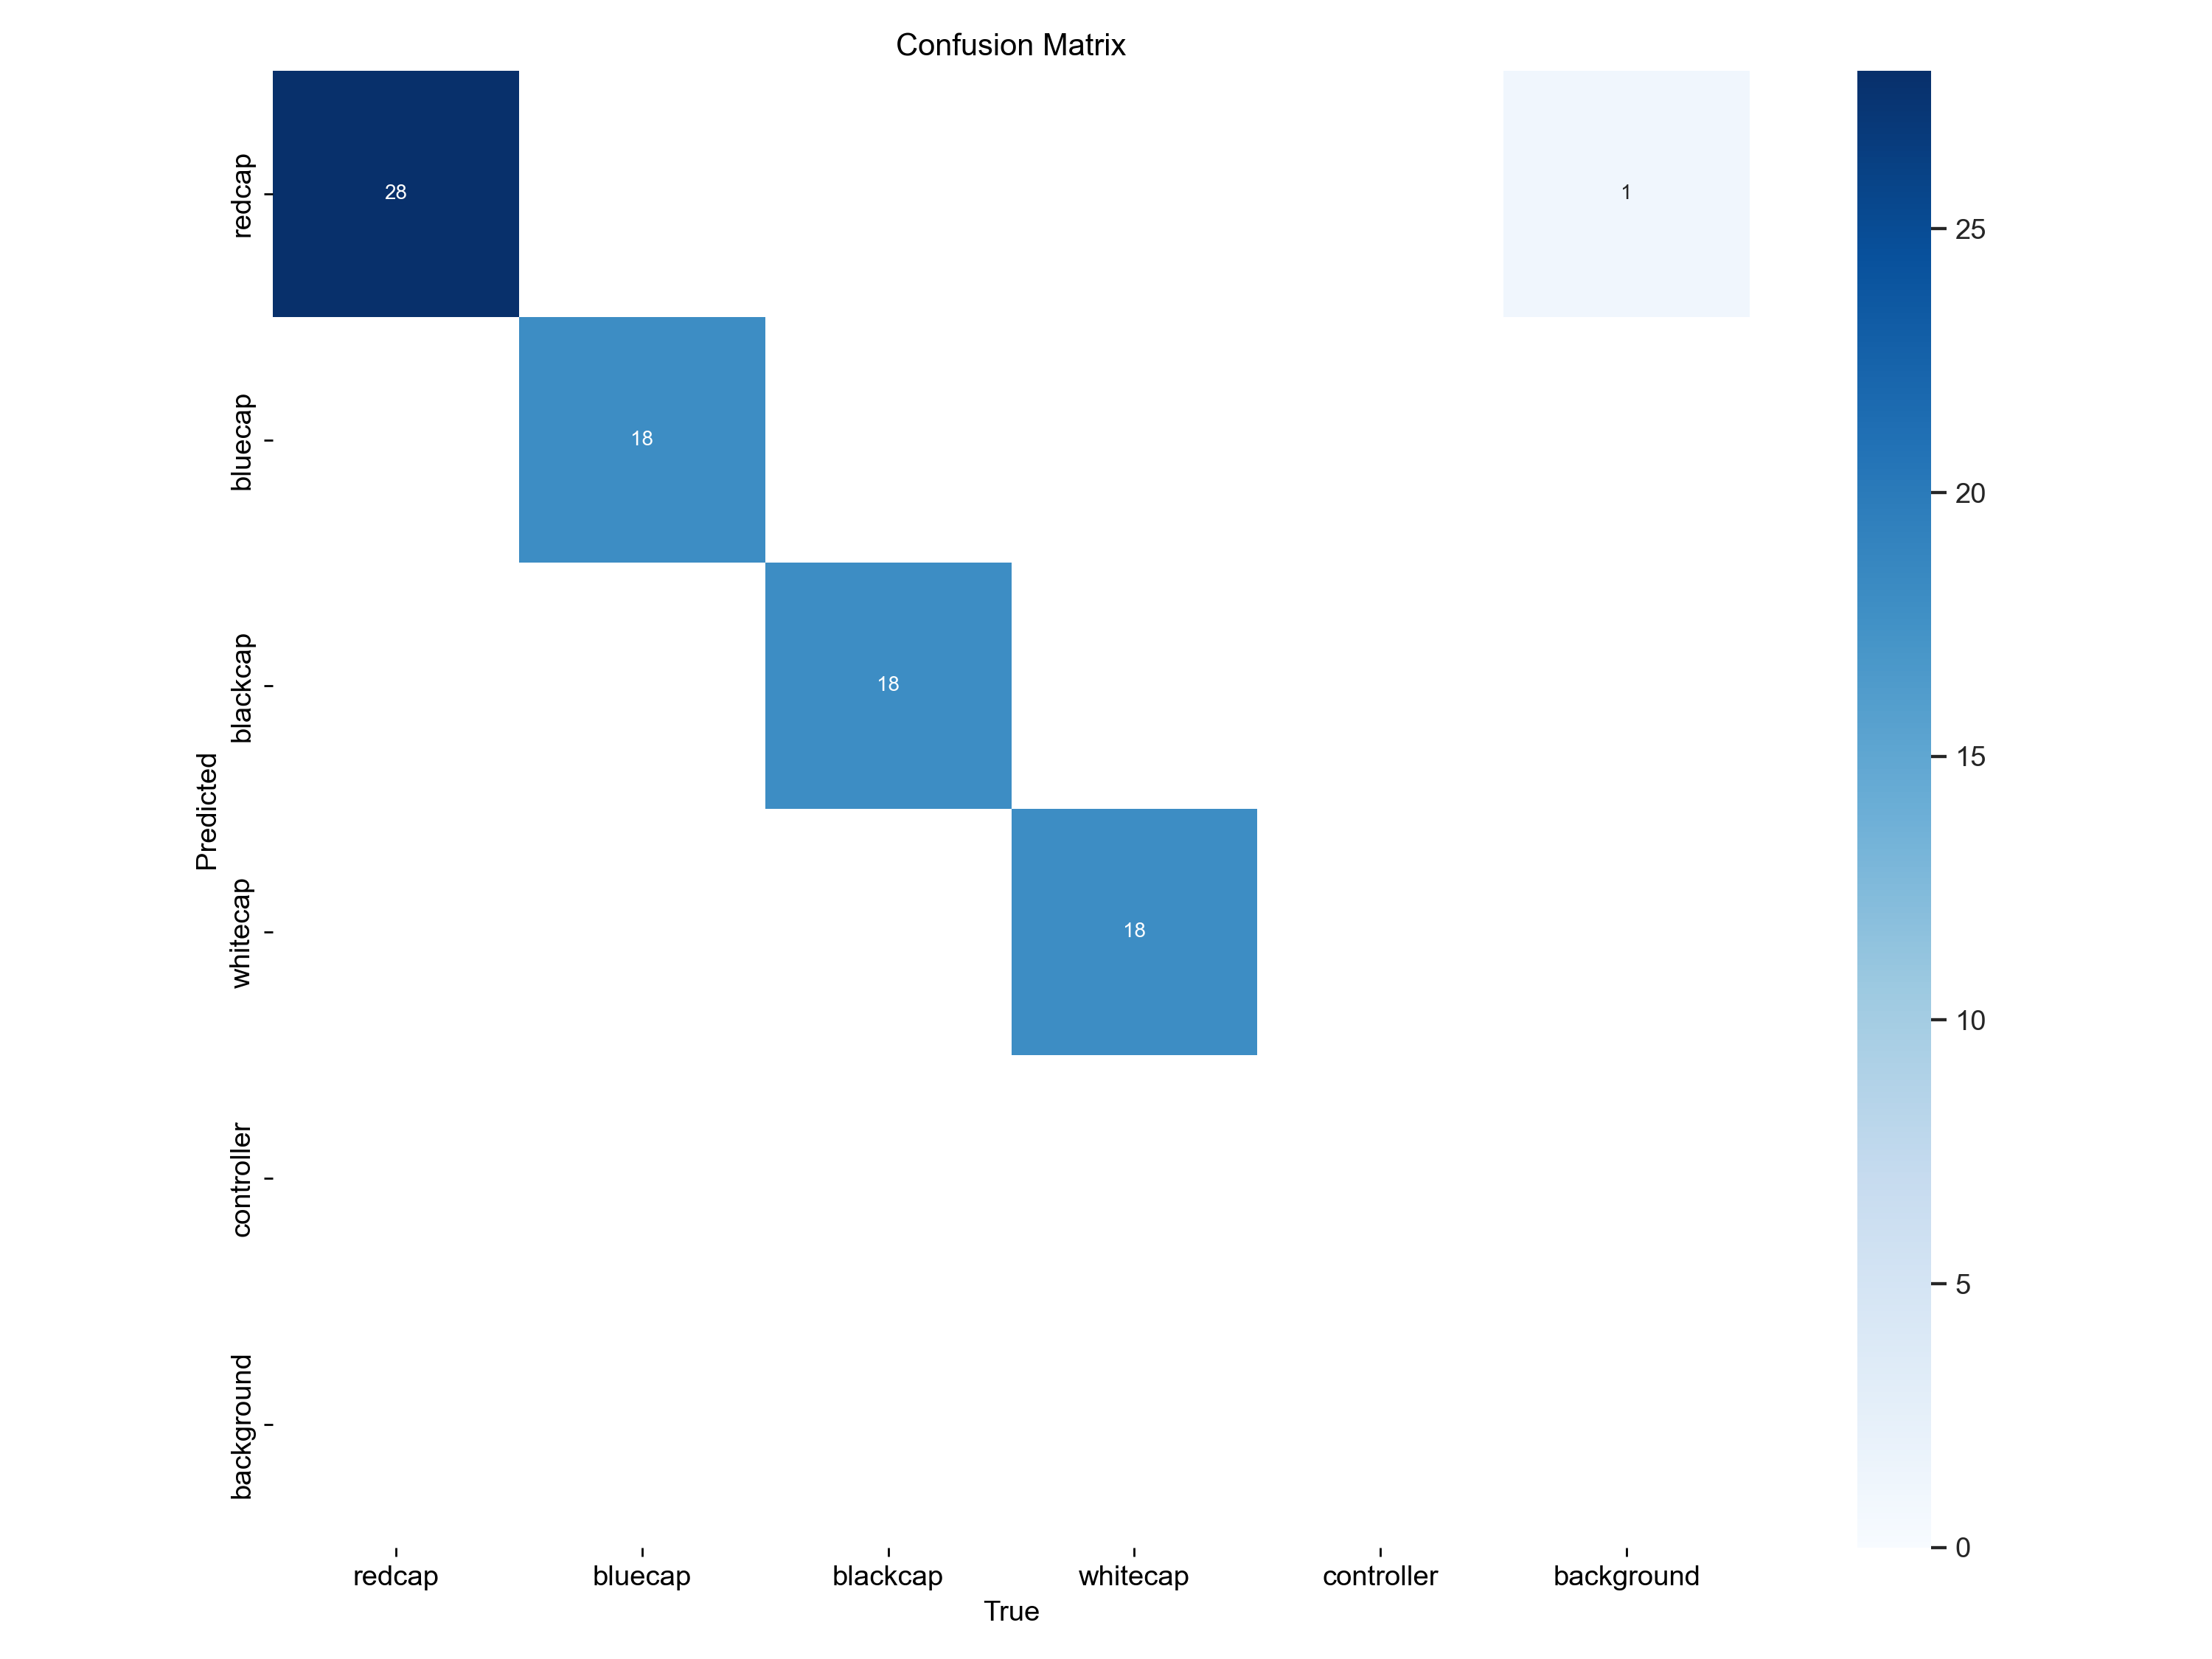 Confusion Matrix
redcap
28
1
bluecap
18
blackcap
18
whitecap
18
controller
background
Predicted
redcap bluecap blackcap whitecap controller background
True
25
20
15
10
5
0